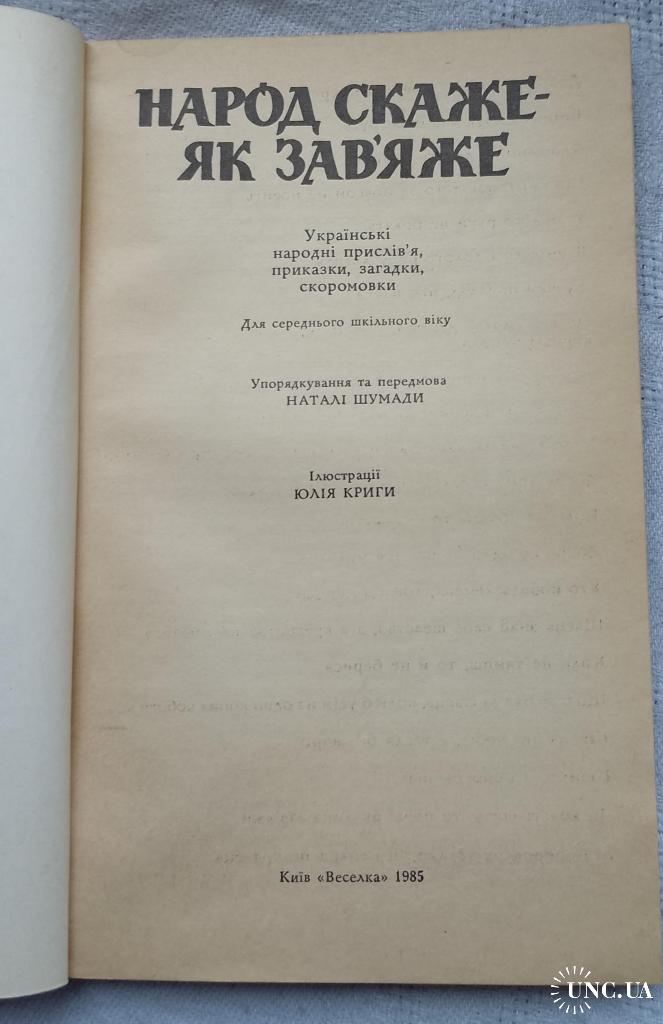 НАРОД СКАЖЕ-
ЯК ЗАВ'ЯЖЕ
Українські
народні прислів'я,
приказки, загадки,
скоромовки
Для середнього шкільного віку
Упорядкування та передмова
НАТАЛІ ШУМАДИ
Ілюстрації
ЮЛІЯ КРИГИ
Київ «Веселка» 1985
UNC.UA